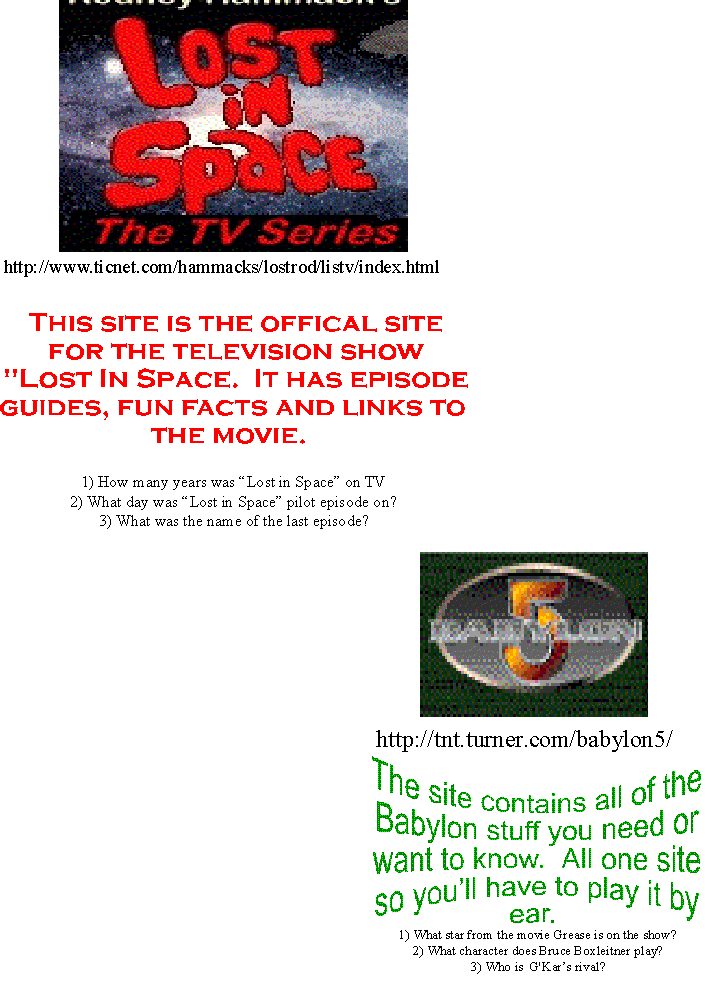 Rodney Hammack's
LOST
iN
SpaCE
The TV Series
http://www.ticnet.com/hammacks/lostrod/listv/index.html
THIS SITE IS THE OFFICAL SITE
FOR THE TELEVISION SHOW
"LOST IN SPACE. IT HAS EPISODE
GUIDES, FUN FACTS AND LINKS TO
THE MOVIE.
1) How many years was “Lost in Space” on TV
2) What day was “Lost in Space” pilot episode on?
3) What was the name of the last episode?
5
BABYLON
http://tnt.turner.com/babylon5/
The site contains all of the
Babylon stuff you need or
want to know. All one site
so you'll have to play it by
ear.
1) What star from the movie Grease is on the show?
2) What character does Bruce Boxleitner play?
3) Who is G'Kar’s rival?